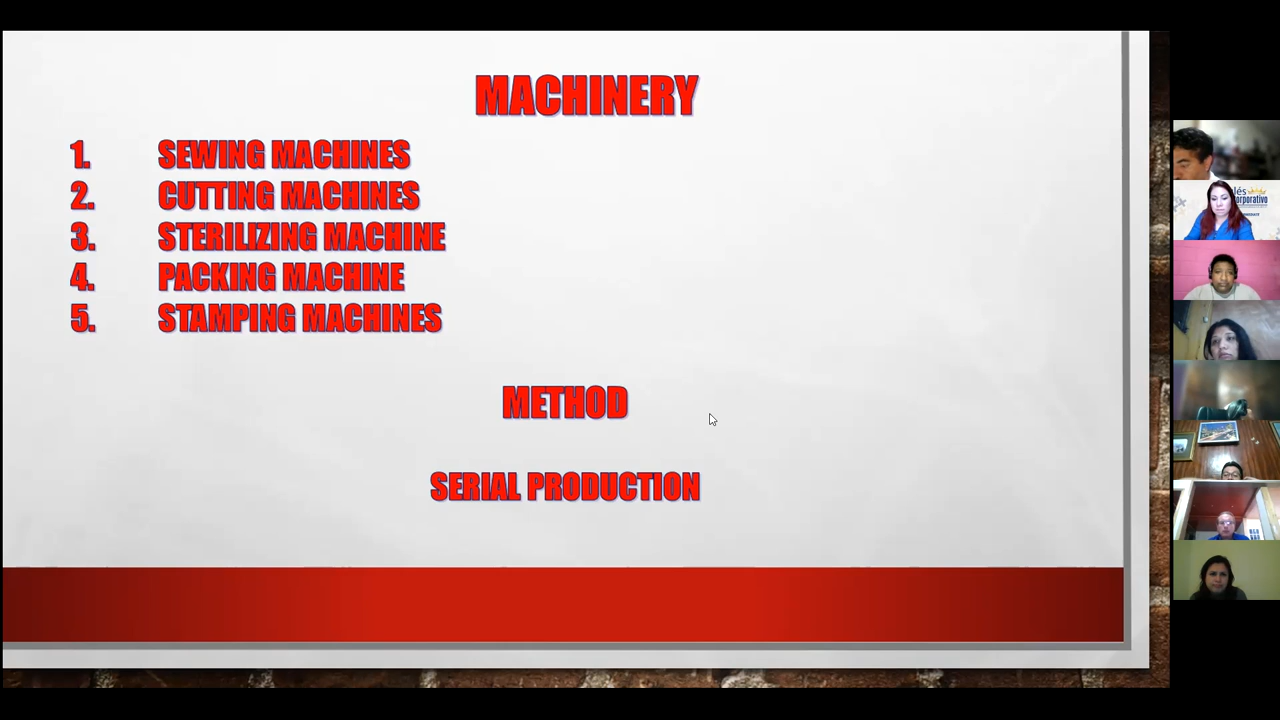 MACHINERY
1. SEWING MACHINES
2. CUTTING MACHINES
3. STERILIZING MACHINE
4. PACKING MACHINE
5. STAMPING MACHINES
METHOD
SERIAL PRODUCTION